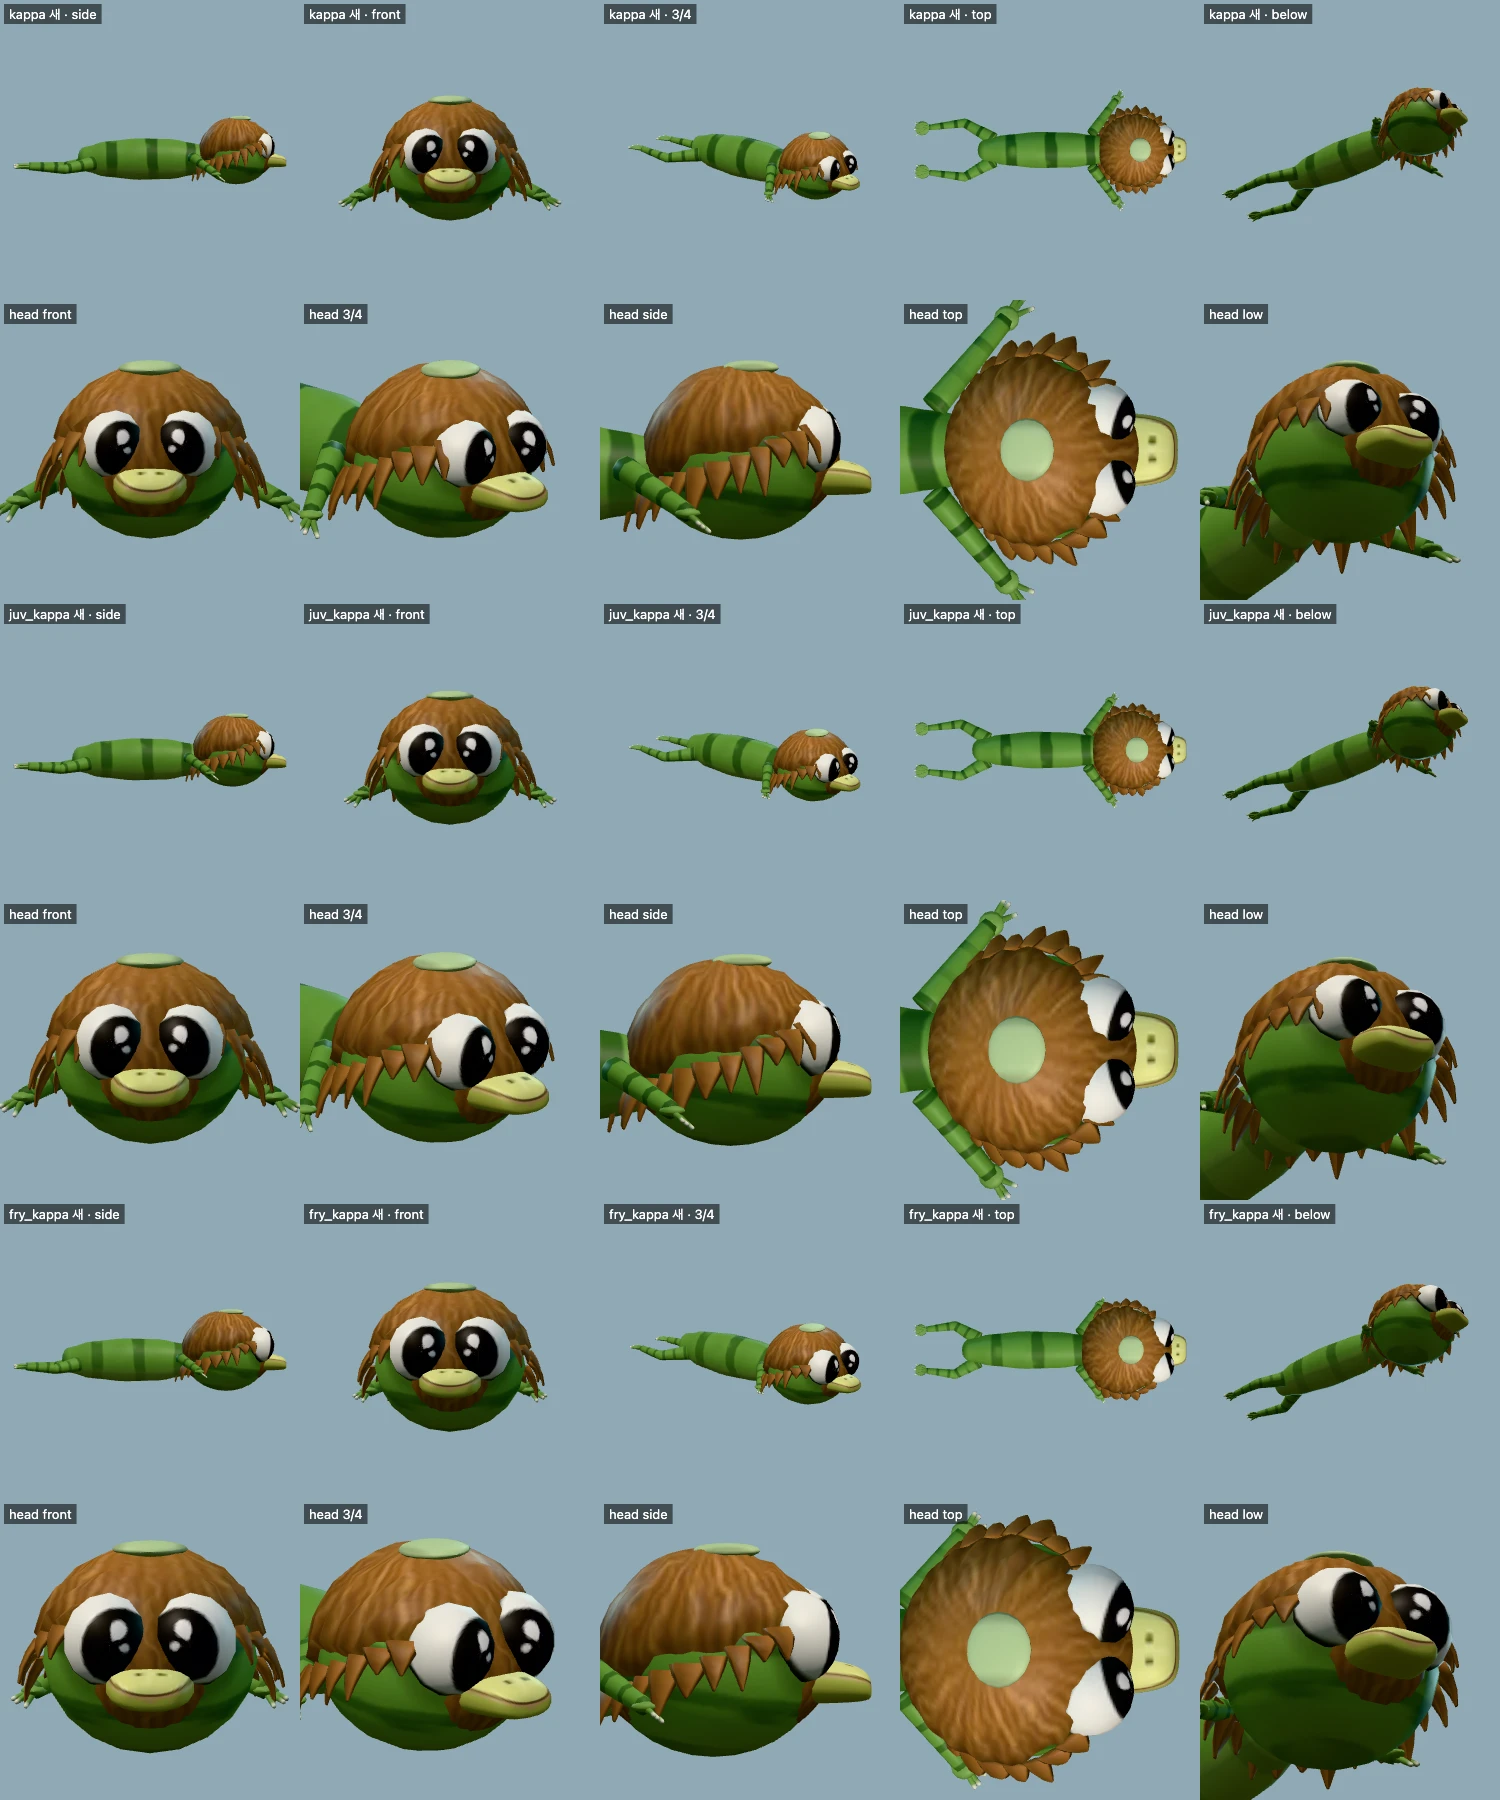 kappa 새 · side
kappa 새 · front
kappa 새 · 3/4
kappa 새 · top
kappa 새 · below
head front
head 3/4
head side
head top
head low
juv_kappa 새 · side
juv_kappa 새 · front
juv_kappa 새 · 3/4
juv_kappa 새 · top
juv_kappa 새 · below
head front
head 3/4
head side
head top
head low
fry_kappa 새 · side
fry_kappa 새 · front
fry_kappa 새 · 3/4
fry_kappa 새 · top
fry_kappa 새 · below
head front
head 3/4
head side
head top
head low